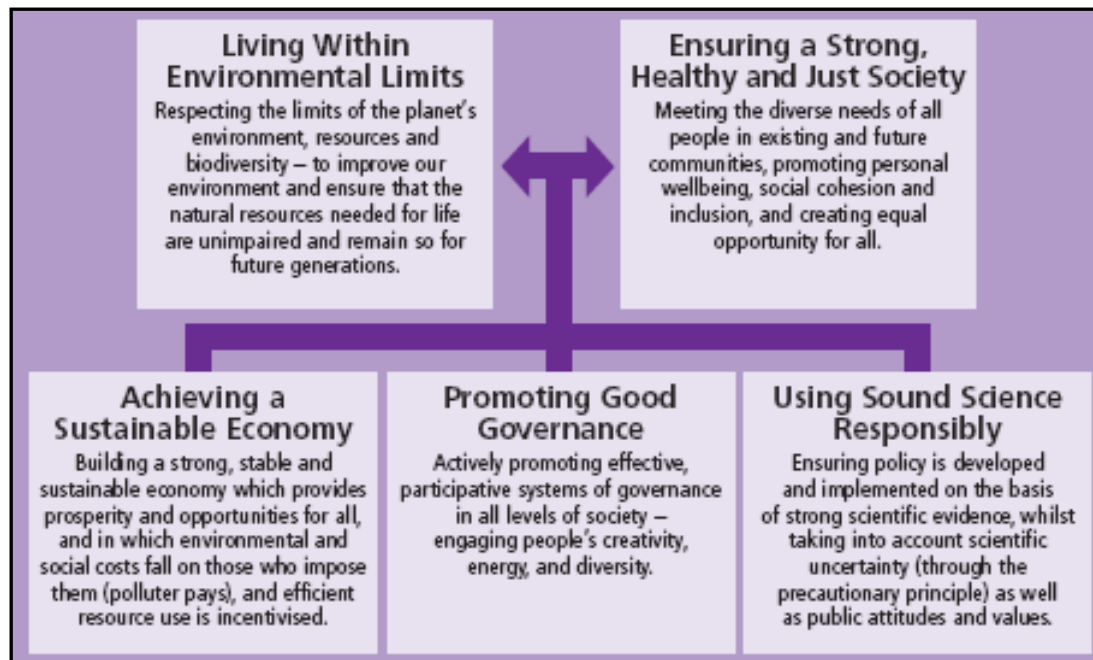 Living Within
Environmental Limits
Respecting the limits of the planet's
environment, resources and
biodiversity – to improve our
environment and ensure that the
natural resources needed for life
are unimpaired and remain so for
future generations.
Ensuring a Strong,
Healthy and Just Society
Meeting the diverse needs of all
people in existing and future
communities, promoting personal
wellbeing, social cohesion and
inclusion, and creating equal
opportunity for all.
Achieving a
Sustainable Economy
Building a strong, stable and
sustainable economy which provides
prosperity and opportunities for all,
and in which environmental and
social costs fall on those who impose
them (polluter pays), and efficient
resource use is incentivised.
Promoting Good
Governance
Actively promoting effective,
participative systems of governance
in all levels of society –
engaging people's creativity,
energy, and diversity.
Using Sound Science
Responsibly
Ensuring policy is developed
and implemented on the basis
of strong scientific evidence, whilst
taking into account scientific
uncertainty (through the
precautionary principle) as well
as public attitudes and values.